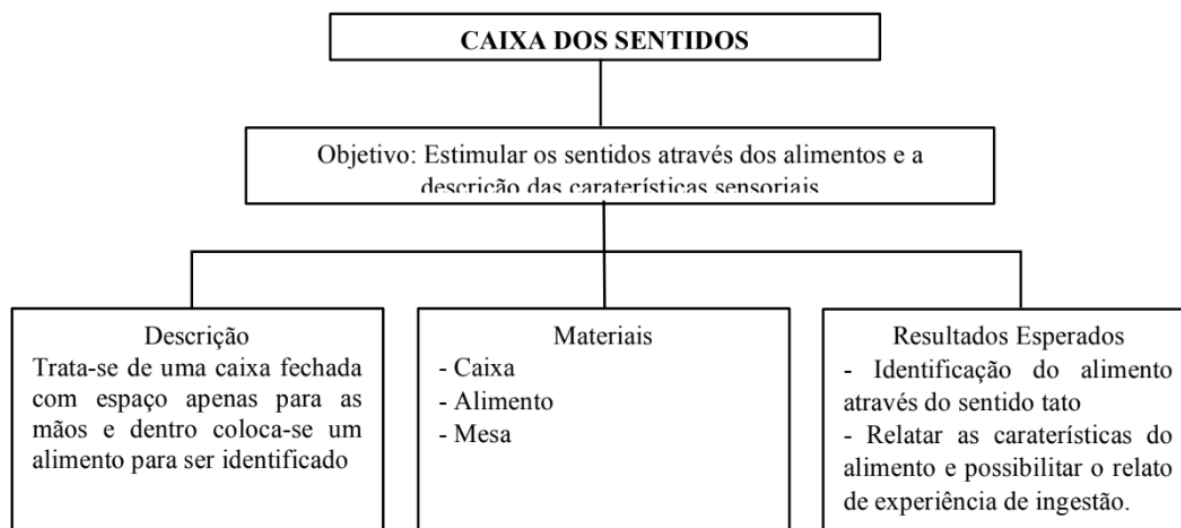 CAIXA DOS SENTIDOS
Objetivo: Estimular os sentidos através dos alimentos e a
descrição das caraterísticas sensoriais
Descrição
Trata-se de uma caixa fechada
com espaço apenas para as
mãos e dentro coloca-se um
alimento para ser identificado
Materiais
- Caixa
- Alimento
- Mesa
Resultados Esperados
- Identificação do alimento
através do sentido tato
- Relatar as caraterísticas do
alimento e possibilitar o relato
de experiência de ingestão.